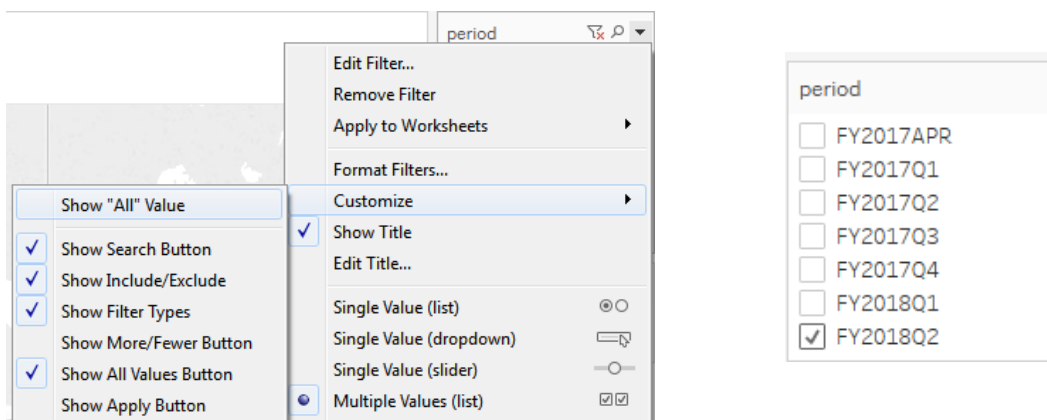 period
Edit Filter...
Remove Filter
Apply to Worksheets
Format Filters...
Customize
Show Title
Edit Title...
Single Value (list)
Single Value (dropdown)
Single Value (slider)
Multiple Values (list)
Show "All" Value
Show Search Button
Show Include/Exclude
Show Filter Types
Show More/Fewer Button
Show All Values Button
Show Apply Button
period
FY2017APR
FY2017Q1
FY2017Q2
FY2017Q3
FY2017Q4
FY2018Q1
FY2018Q2